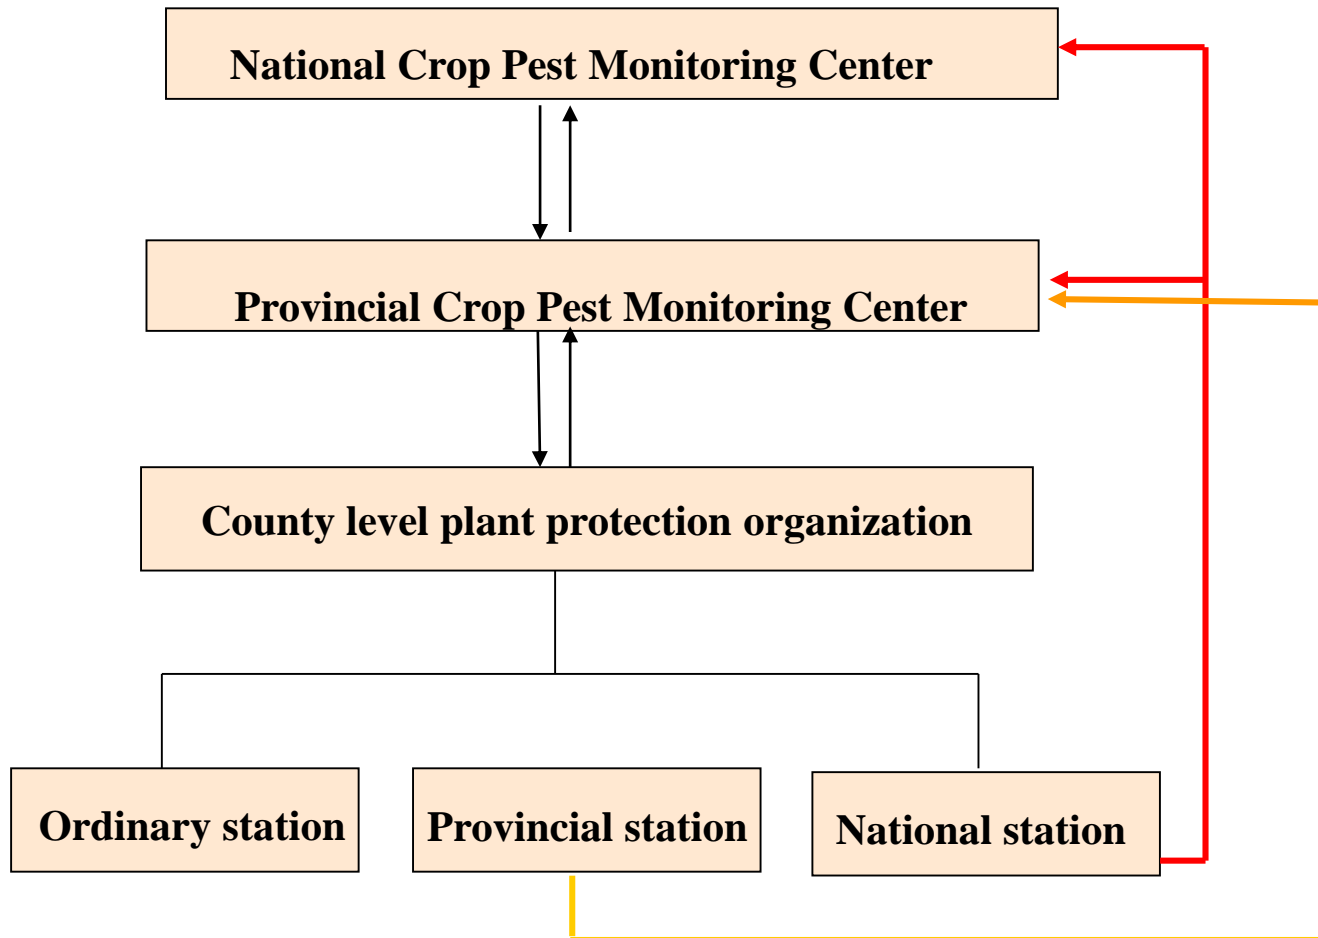 National Crop Pest Monitoring Center
Provincial Crop Pest Monitoring Center
County level plant protection organization
Ordinary station
Provincial station
National station